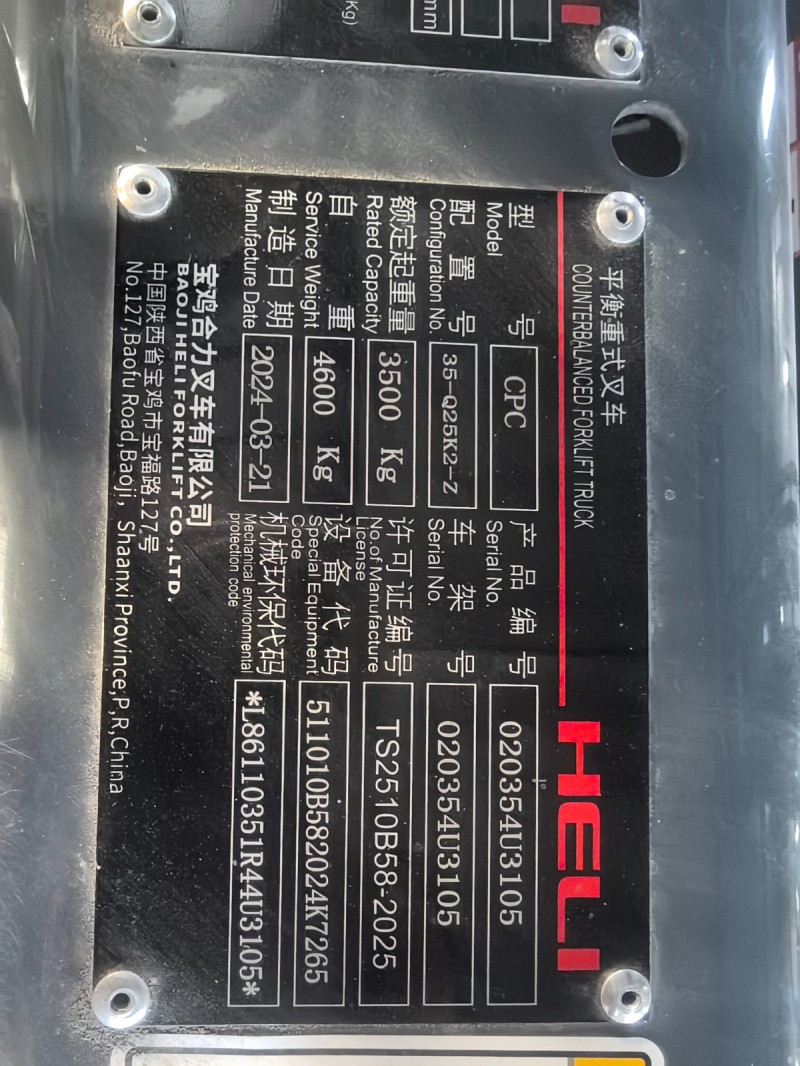 Kg)
mm
平衡重式叉车
COUNTERBALANCED FORKLIFT TRUCK
HELI
型号 CPC 产品编号 020354U3105
Model Serial No.
配置号 35-Q25K2-Z 车架号 020354U3105
Configuration No. Serial No.
额定起重量 3500 Kg 许可证编号 TS2510B58-2025
Rated Capacity No.of Manufacture
License
自重 4600 Kg 设备代码 511010B582024K7265
Service Weight Special Equipment
Code
制造日期 2024-03-21 机械环保代码 *L86110351R44U3105*
Manufacture Date Mechanical environmental
protection code
宝鸡合力叉车有限公司
BAOJI HELI FORKLIFT CO.,LTD.
中国陕西省宝鸡市宝福路127号
No.127,Baofu Road,Baoji, Shaanxi Province,P,R,China